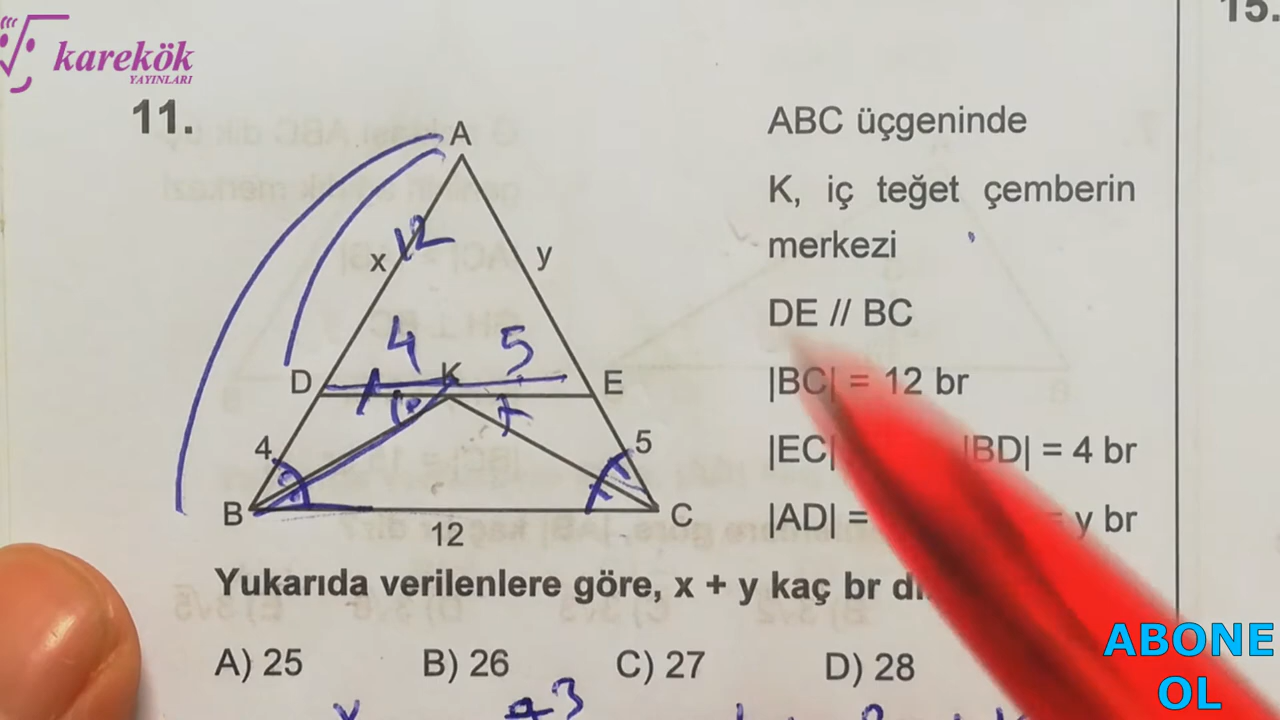 karekök
YAYINLARI
15.
11.
A
ABC üçgeninde
K, iç teğet çemberin
merkezi
DE // BC
|BC| = 12 br
|EC| |BD| = 4 br
|AD| = = y br
x 12 y
4 5
D K E
4 5
B C
12
Yukarıda verilenlere göre, x + y kaç br
A) 25 B) 26 C) 27 D) 28
ABONE
OL